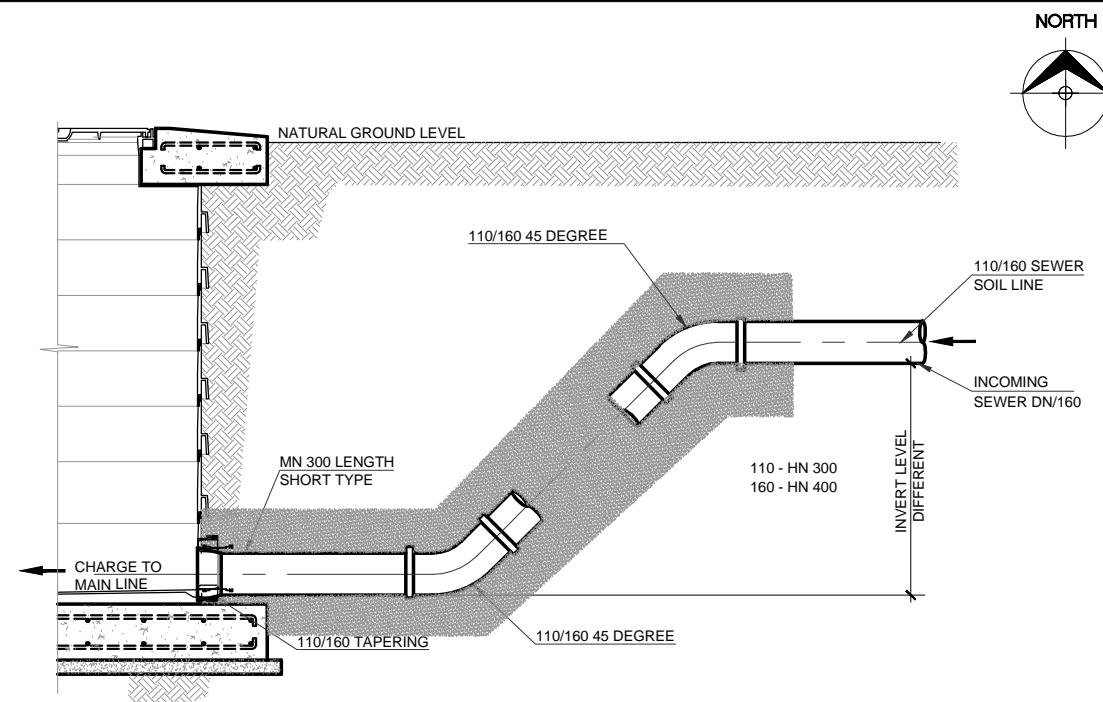 NORTH
NATURAL GROUND LEVEL
110/160 45 DEGREE
110/160 SEWER
SOIL LINE
INCOMING
SEWER DN/160
MN 300 LENGTH
SHORT TYPE
110 - HN 300
160 - HN 400
INVERT LEVEL
DIFFERENT
CHARGE TO
MAIN LINE
110/160 TAPERING
110/160 45 DEGREE